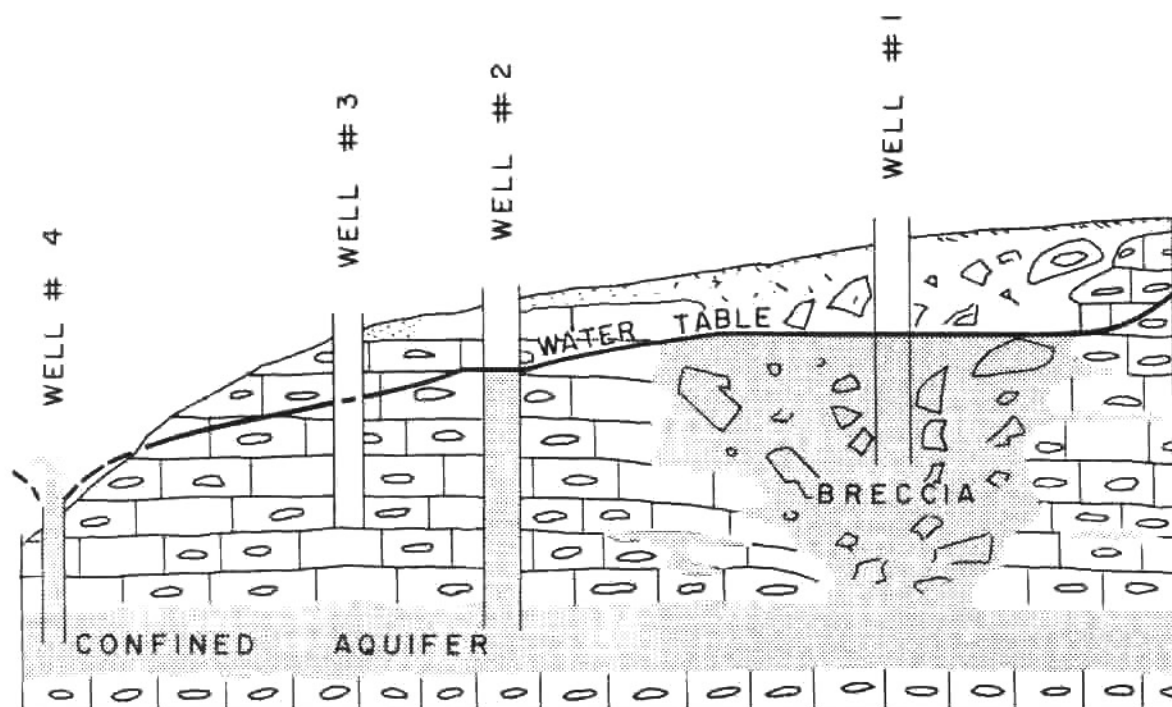 WELL # 4
WELL # 3
WELL # 2
WELL # 1
WATER TABLE
BRECCIA
CONFINED AQUIFER